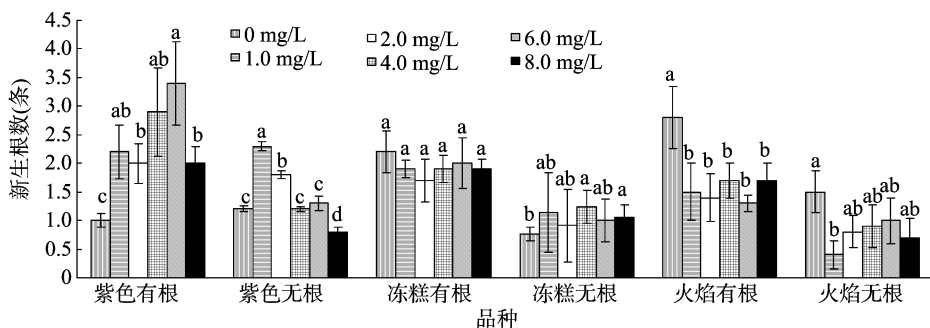 4.5
4.0
3.5
3.0
2.5
2.0
1.5
1.0
0.5
0
新生根数(条)
0 mg/L
2.0 mg/L
6.0 mg/L
1.0 mg/L
4.0 mg/L
8.0 mg/L
c ab b ab a b
c a b c c d
a a a a a a
b ab ab a ab a
a b b b b b
a b ab ab ab ab
紫色有根 紫色无根 冻糕有根 冻糕无根 火焰有根 火焰无根
品种